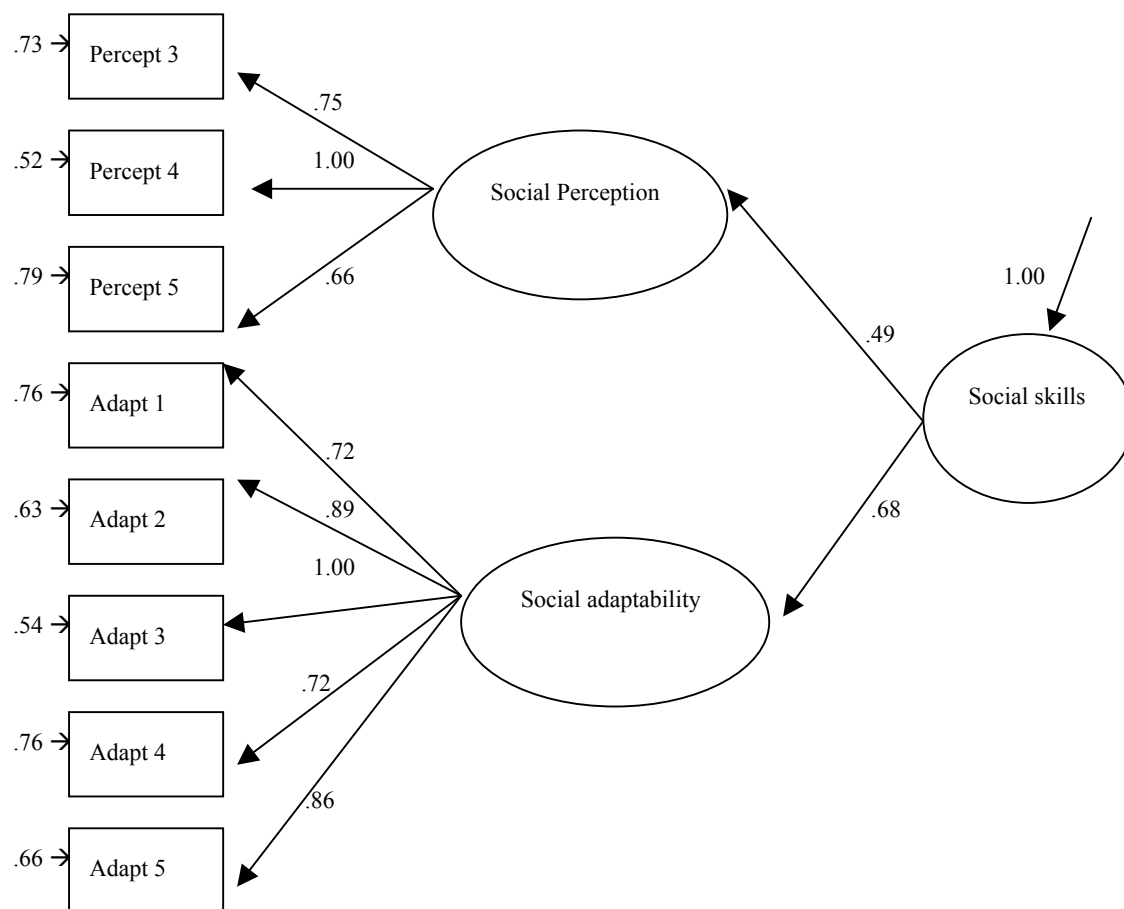 .73 → Percept 3
.75
.52 → Percept 4
1.00
Social Perception
.79 → Percept 5
.66
1.00
.49
.76 → Adapt 1
Social skills
.72
.63 → Adapt 2
.89
.68
1.00
Social adaptability
.54 → Adapt 3
.72
.76 → Adapt 4
.86
.66 → Adapt 5